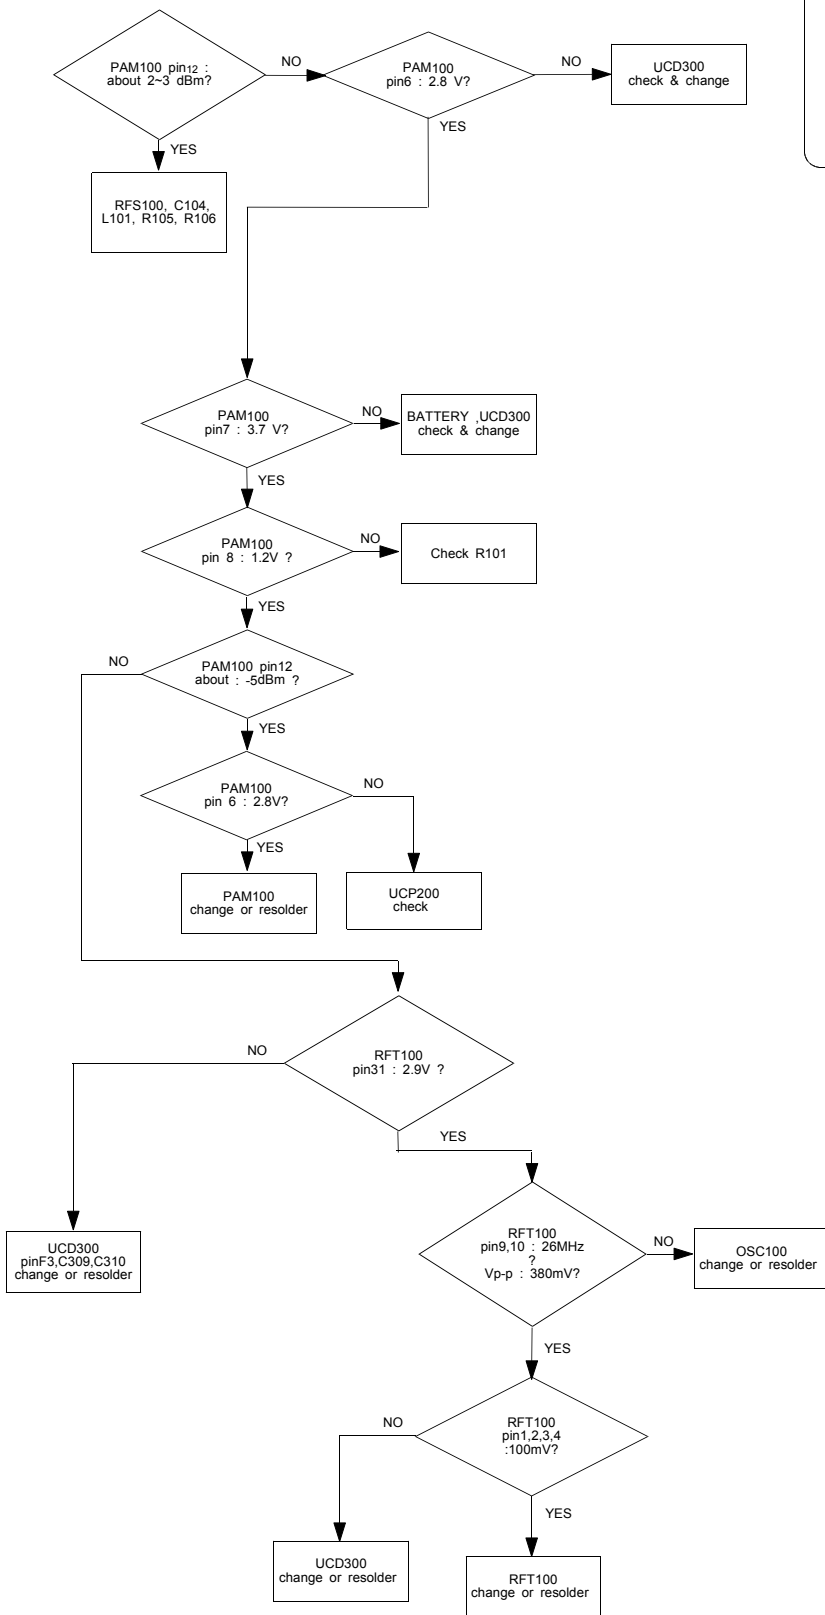 PAM100 pin12 :
about 2~3 dBm?
NO
PAM100
pin6 : 2.8 V?
NO
UCD300
check & change
YES
YES
RFS100, C104,
L101, R105, R106
PAM100
pin7 : 3.7 V?
NO
BATTERY ,UCD300
check & change
YES
PAM100
pin 8 : 1.2V ?
NO
Check R101
YES
NO
PAM100 pin12
about : -5dBm ?
YES
PAM100
pin 6 : 2.8V?
NO
YES
PAM100
change or resolder
UCP200
check
RFT100
pin31 : 2.9V ?
NO
YES
UCD300
pinF3,C309,C310
change or resolder
RFT100
pin9,10 : 26MHz
?
Vp-p : 380mV?
NO
OSC100
change or resolder
YES
RFT100
pin1,2,3,4
:100mV?
NO
YES
UCD300
change or resolder
RFT100
change or resolder